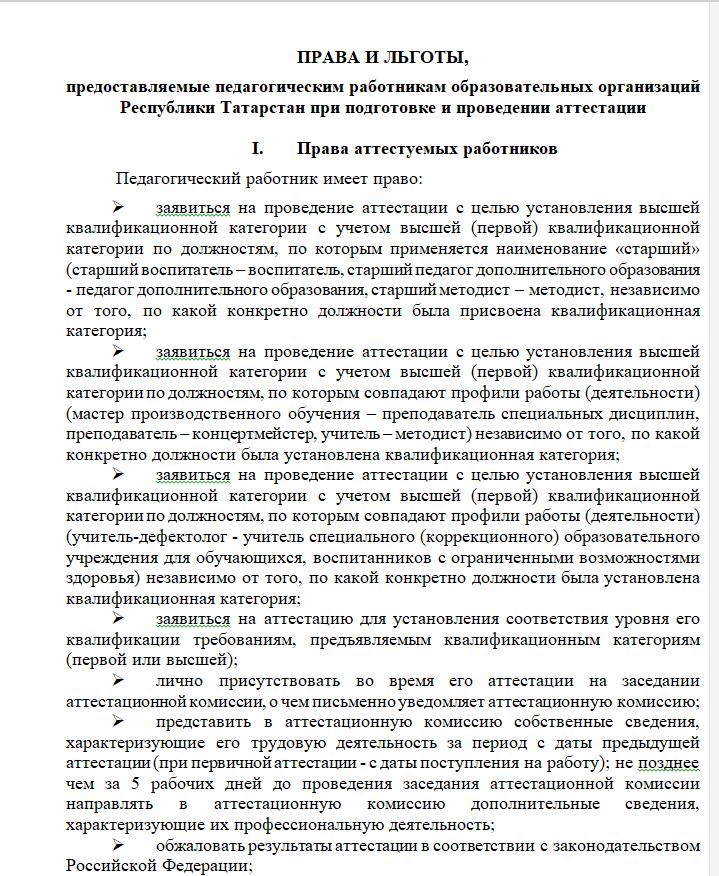 ПРАВА И ЛЬГОТЫ,
предоставляемые педагогическим работникам образовательных организаций
Республики Татарстан при подготовке и проведении аттестации
I. Права аттестуемых работников
Педагогический работник имеет право:
➢ заявиться на проведение аттестации с целью установления высшей
квалификационной категории с учетом высшей (первой) квалификационной
категории по должностям, по которым применяется наименование «старший»
(старший воспитатель – воспитатель, старший педагог дополнительного образования
- педагог дополнительного образования, старший методист – методист, независимо
от того, по какой конкретно должности была присвоена квалификационная
категория;
➢ заявиться на проведение аттестации с целью установления высшей
квалификационной категории с учетом высшей (первой) квалификационной
категории по должностям, по которым совпадают профили работы (деятельности)
(мастер производственного обучения – преподаватель специальных дисциплин,
преподаватель – концертмейстер, учитель – методист) независимо от того, по какой
конкретно должности была установлена квалификационная категория;
➢ заявиться на проведение аттестации с целью установления высшей
квалификационной категории с учетом высшей (первой) квалификационной
категории по должностям, по которым совпадают профили работы (деятельности)
(учитель-дефектолог - учитель специального (коррекционного) образовательного
учреждения для обучающихся, воспитанников с ограниченными возможностями
здоровья) независимо от того, по какой конкретно должности была установлена
квалификационная категория;
➢ заявиться на аттестацию для установления соответствия уровня его
квалификации требованиям, предъявляемым квалификационным категориям
(первой или высшей);
➢ лично присутствовать во время его аттестации на заседании
аттестационной комиссии, о чем письменно уведомляет аттестационную комиссию;
➢ представить в аттестационную комиссию собственные сведения,
характеризующие его трудовую деятельность за период с даты предыдущей
аттестации (при первичной аттестации - с даты поступления на работу); не позднее
чем за 5 рабочих дней до проведения заседания аттестационной комиссии
направлять в аттестационную комиссию дополнительные сведения,
характеризующие их профессиональную деятельность;
➢ обжаловать результаты аттестации в соответствии с законодательством
Российской Федерации;